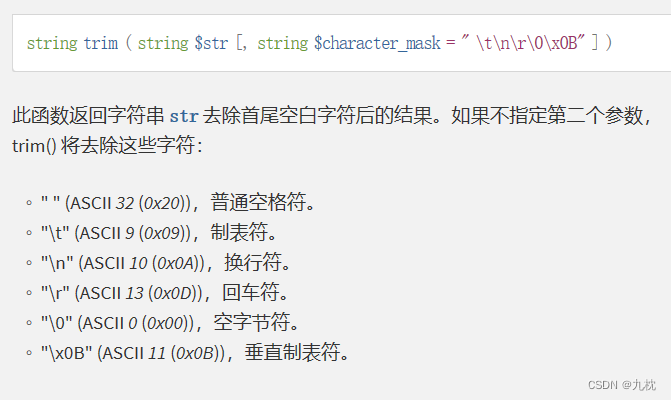 string trim ( string $str [, string $character_mask = " \t\n\r\0\x0B" ] )
此函数返回字符串 str 去除首尾空白字符后的结果。如果不指定第二个参数，
trim() 将去除这些字符：
◦ " " (ASCII 32 (0x20))，普通空格符。
◦ "\t" (ASCII 9 (0x09))，制表符。
◦ "\n" (ASCII 10 (0x0A))，换行符。
◦ "\r" (ASCII 13 (0x0D))，回车符。
◦ "\0" (ASCII 0 (0x00))，空字节符。
◦ "\x0B" (ASCII 11 (0x0B))，垂直制表符。
CSDN @九枕